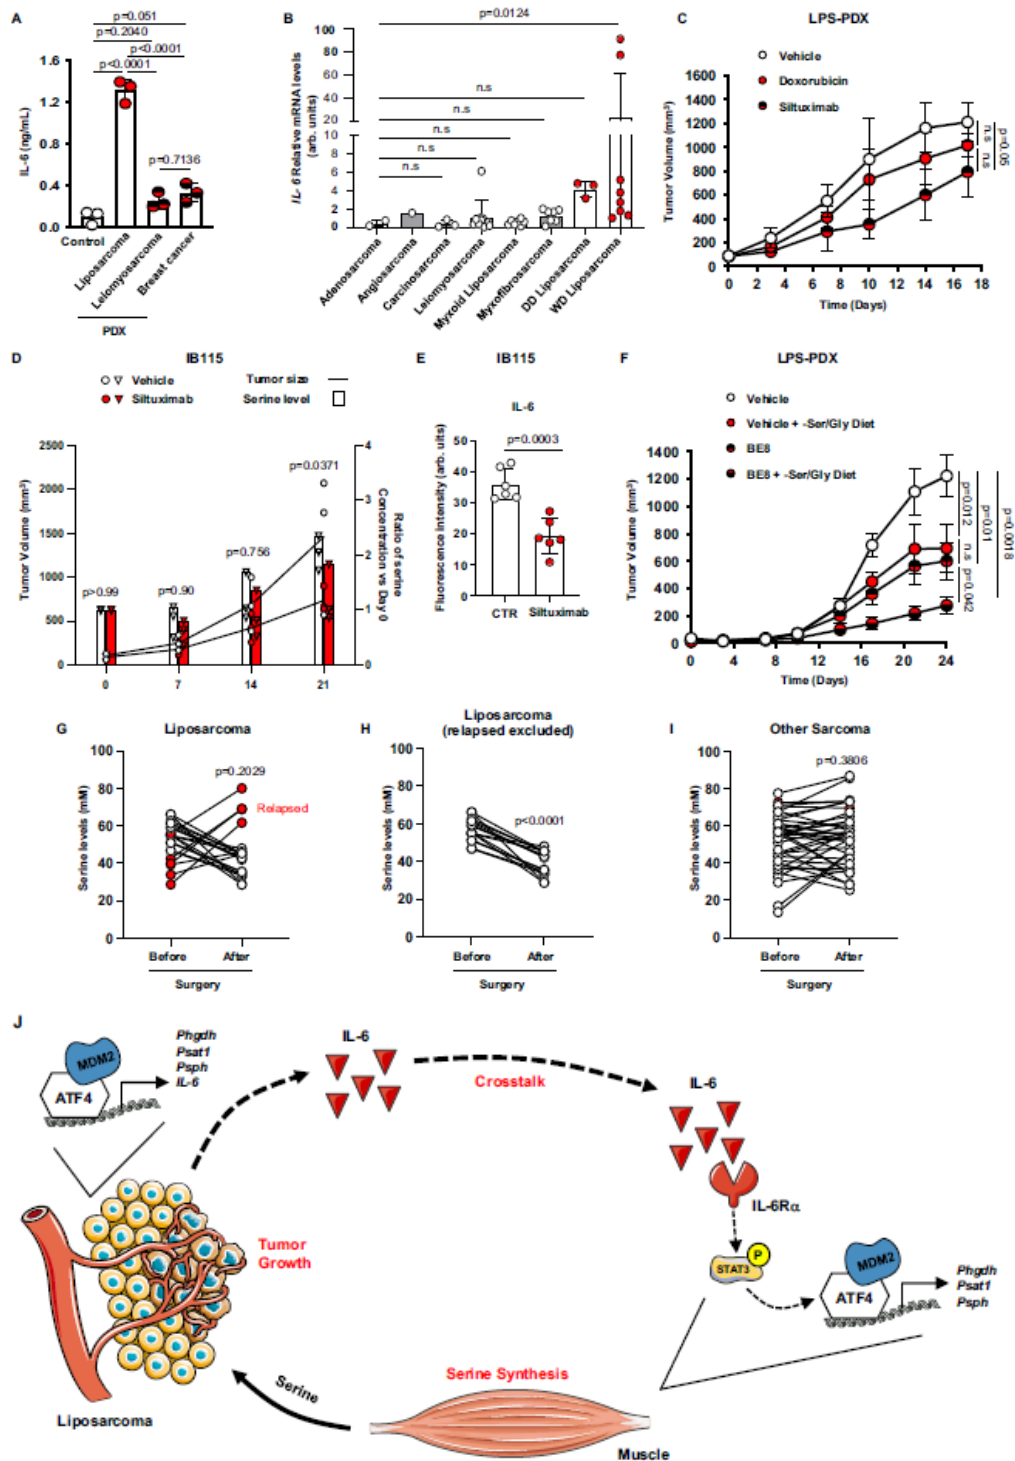 A
p=0.051
p=0.2040
p<0.0001
p<0.0001
IL-6 (ng/mL)
1.6
1.2
0.8
0.4
0.0
p=0.7136
Control
Liposarcoma
Leiomyosarcoma
Breast cancer
PDX
B
p=0.0124
IL-6 Relative mRNA levels
(arb. units)
100
80
60
40
20
10
8
6
4
2
0
n.s
n.s
n.s
n.s
n.s
Adenosarcoma
Angiosarcoma
Carcinosarcoma
Leiomyosarcoma
Myxoid Liposarcoma
Myxofibrosarcoma
DD Liposarcoma
WD Liposarcoma
C
LPS-PDX
Vehicle
Doxorubicin
Siltuximab
Tumor Volume (mm³)
1600
1400
1200
1000
800
600
400
200
0
n.s
n.s
p=0.05
0 2 4 6 8 10 12 14 16 18
Time (Days)
D
IB115
Vehicle
Siltuximab
Tumor size
Serine level
Tumor Volume (mm³)
2500
2000
1500
1000
500
0
p>0.99
p=0.90
p=0.756
p=0.0371
4
3
2
1
0
Ratio of serine
Concentration vs Day 0
0 7 14 21
E
IB115
IL-6
Fluorescence intensity (arb. uits)
50
40
30
20
10
0
p=0.0003
CTR Siltuximab
F
LPS-PDX
Vehicle
Vehicle + -Ser/Gly Diet
BE8
BE8 + -Ser/Gly Diet
Tumor Volume (mm³)
1400
1200
1000
800
600
400
200
0
p=0.012
n.s
p=0.042
p=0.01
p=0.0018
0 4 8 12 14 16 20 21 24
Time (Days)
G
Liposarcoma
Serine levels (mM)
100
80
60
40
20
0
p=0.2029
Relapsed
Before After
Surgery
H
Liposarcoma
(relapsed excluded)
Serine levels (mM)
100
80
60
40
20
0
p<0.0001
Before After
Surgery
I
Other Sarcoma
Serine levels (mM)
100
80
60
40
20
0
p=0.3806
Before After
Surgery
J
MDM2
ATF4
Phgdh
Psat1
Psph
IL-6
IL-6
Crosstalk
IL-6
IL-6Rα
P
STAT3
MDM2
ATF4
Phgdh
Psat1
Psph
Tumor
Growth
Serine
Serine Synthesis
Liposarcoma
Muscle